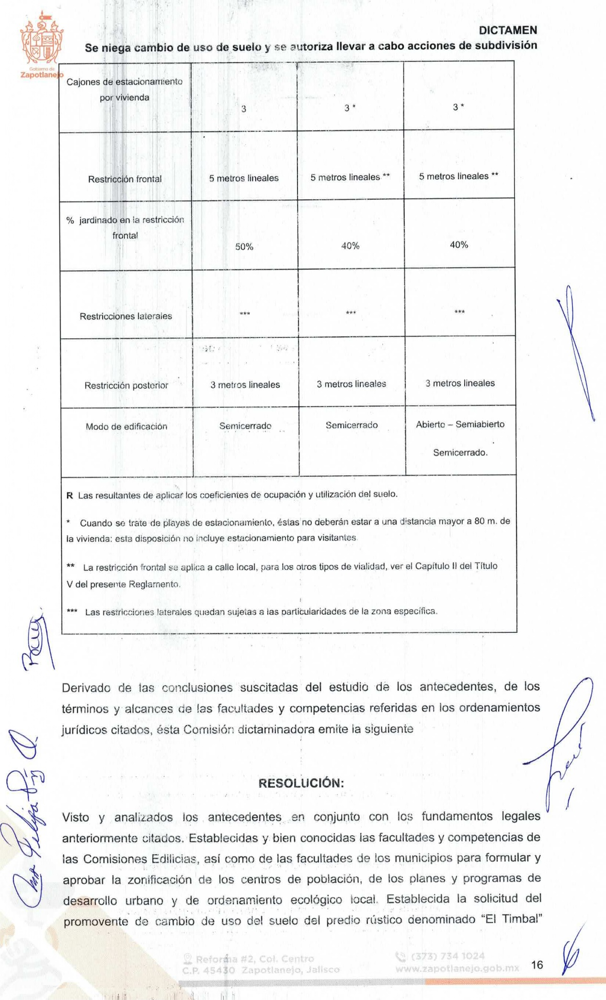 DICTAMEN
Se niega cambio de uso de suelo y se autoriza llevar a cabo acciones de subdivisión
Gobierno de
Zapotlanejo
Cajones de estacionamiento
por vivienda
3
3 *
3 *
Restricción frontal
5 metros lineales
5 metros lineales **
5 metros lineales **
% jardinado en la restricción
frontal
50%
40%
40%
Restricciones laterales
***
***
***
Restricción posterior
3 metros lineales
3 metros lineales
3 metros lineales
Modo de edificación
Semicerrado
Semicerrado
Abierto – Semiabierto
Semicerrado.
R Las resultantes de aplicar los coeficientes de ocupación y utilización del suelo.
* Cuando se trate de playas de estacionamiento, éstas no deberán estar a una distancia mayor a 80 m. de
la vivienda: esta disposición no incluye estacionamiento para visitantes
** La restricción frontal se aplica a calle local, para los otros tipos de vialidad, ver el Capítulo II del Título
V del presente Reglamento.
*** Las restricciones laterales quedan sujetas a las particularidades de la zona específica.
Derivado de las conclusiones suscitadas del estudio de los antecedentes, de los
términos y alcances de las facultades y competencias referidas en los ordenamientos
jurídicos citados, ésta Comisión dictaminadora emite la siguiente
RESOLUCIÓN:
Visto y analizados los antecedentes en conjunto con los fundamentos legales
anteriormente citados. Establecidas y bien conocidas las facultades y competencias de
las Comisiones Edilicias, así como de las facultades de los municipios para formular y
aprobar la zonificación de los centros de población, de los planes y programas de
desarrollo urbano y de ordenamiento ecológico local. Establecida la solicitud del
promovente de cambio de uso del suelo del predio rústico denominado “El Timbal”
Reforma #2, Col. Centro
C.P. 45430 Zapotlanejo, Jalisco
(373) 734 1024
www.zapotlanejo.gob.mx
16